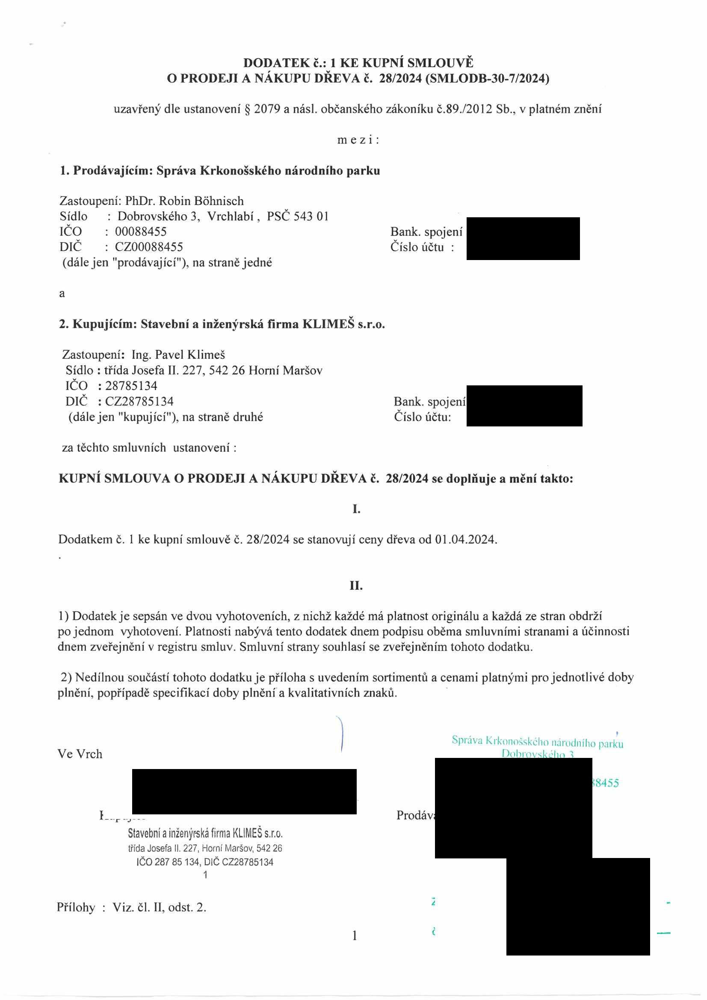 DODATEK č.: 1 KE KUPNÍ SMLOUVĚ
O PRODEJI A NÁKUPU DŘEVA č. 28/2024 (SMLODB-30-7/2024)
uzavřený dle ustanovení § 2079 a násl. občanského zákoníku č.89./2012 Sb., v platném znění
m e z i :
1. Prodávajícím: Správa Krkonošského národního parku
Zastoupení: PhDr. Robin Böhnisch
Sídlo : Dobrovského 3, Vrchlabí , PSČ 543 01
IČO : 00088455 Bank. spojení
DIČ : CZ00088455 Číslo účtu :
(dále jen "prodávající"), na straně jedné
a
2. Kupujícím: Stavební a inženýrská firma KLIMEŠ s.r.o.
Zastoupení: Ing. Pavel Klimeš
Sídlo : třída Josefa II. 227, 542 26 Horní Maršov
IČO : 28785134
DIČ : CZ28785134 Bank. spojení
(dále jen "kupující"), na straně druhé Číslo účtu:
za těchto smluvních ustanovení :
KUPNÍ SMLOUVA O PRODEJI A NÁKUPU DŘEVA č. 28/2024 se doplňuje a mění takto:
I.
Dodatkem č. 1 ke kupní smlouvě č. 28/2024 se stanovují ceny dřeva od 01.04.2024.
.
II.
1) Dodatek je sepsán ve dvou vyhotoveních, z nichž každé má platnost originálu a každá ze stran obdrží
po jednom vyhotovení. Platnosti nabývá tento dodatek dnem podpisu oběma smluvními stranami a účinnosti
dnem zveřejnění v registru smluv. Smluvní strany souhlasí se zveřejněním tohoto dodatku.
2) Nedílnou součástí tohoto dodatku je příloha s uvedením sortimentů a cenami platnými pro jednotlivé doby
plnění, popřípadě specifikací doby plnění a kvalitativních znaků.
Správa Krkonošského národního parku
Dobrovského 3
Ve Vrch
8455
Prodáv
Stavební a inženýrská firma KLIMEŠ s.r.o.
třída Josefa II. 227, Horní Maršov, 542 26
IČO 287 85 134, DIČ CZ28785134
1
Přílohy : Viz. čl. II, odst. 2.
1